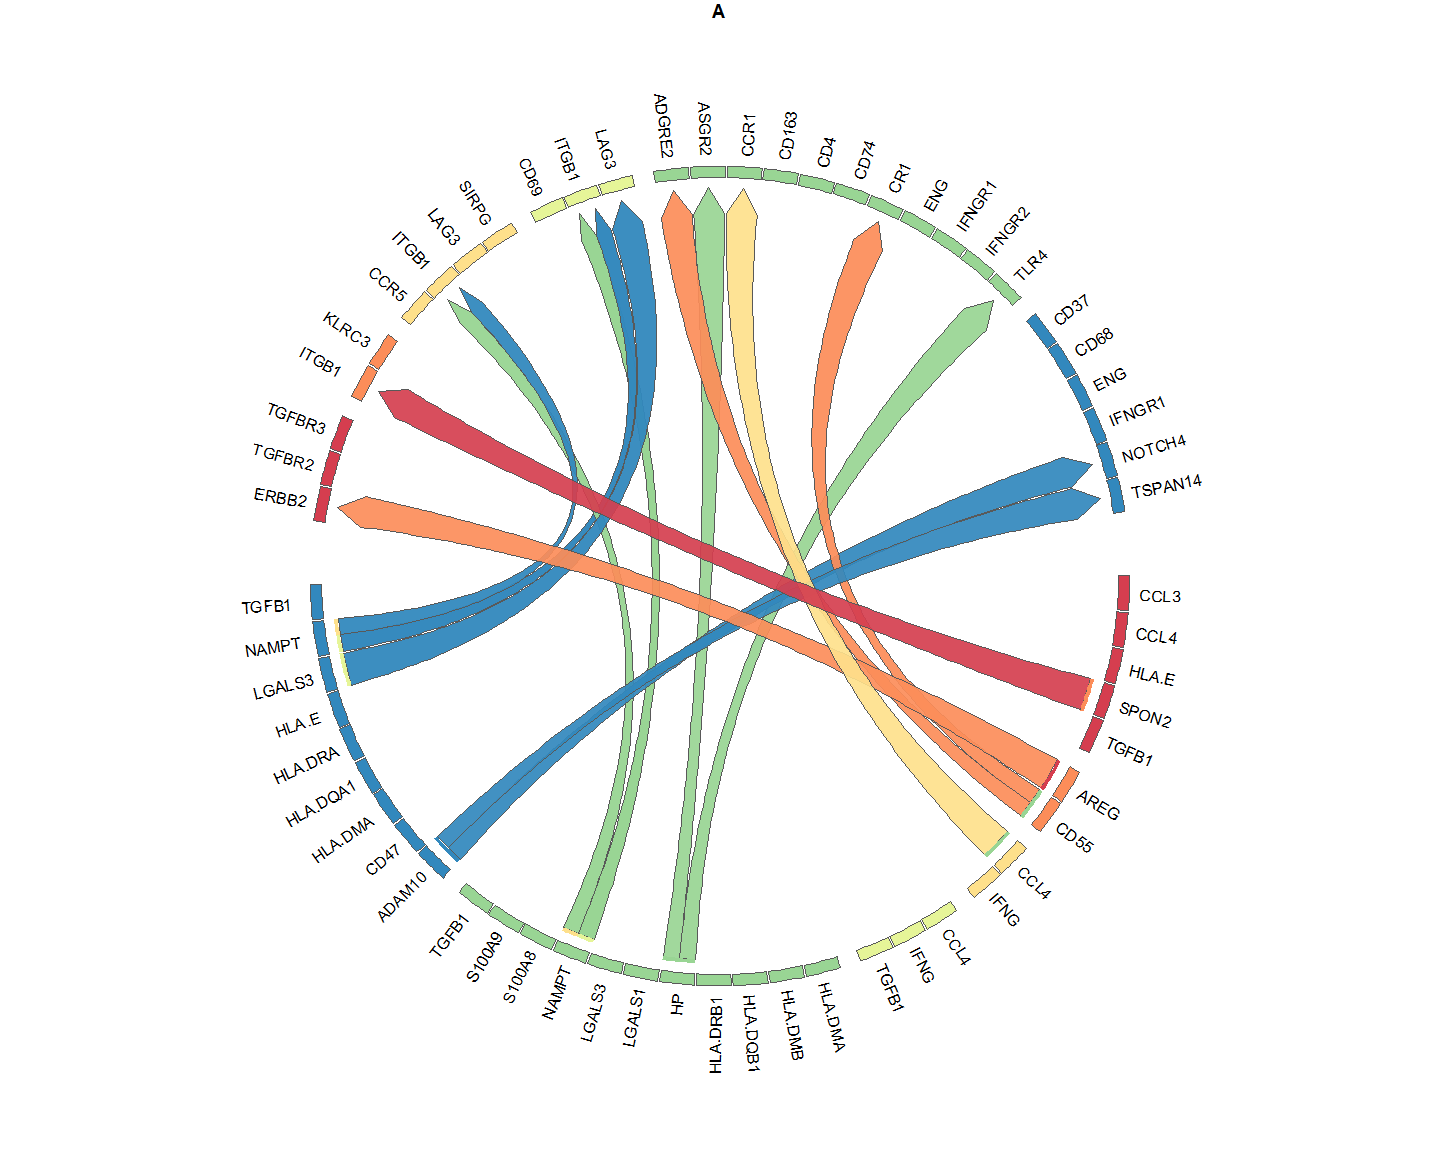 A
ADGRE2
ASGR2
CCR1
CD163
CD4
CD74
CR1
ENG
IFNGR1
IFNGR2
TLR4
CD37
CD68
ENG
IFNGR1
NOTCH4
TSPAN14
CCL3
CCL4
HLA.E
SPON2
TGFB1
AREG
CD55
CCL4
IFNG
CCL4
IFNG
TGFB1
HLA.DMA
HLA.DMB
HLA.DQB1
HLA.DRB1
HP
LGALS1
LGALS3
NAMPT
S100A8
S100A9
TGFB1
ADAM10
CD47
HLA.DMA
HLA.DQA1
HLA.DRA
HLA.E
LGALS3
NAMPT
TGFB1
ERBB2
TGFBR2
TGFBR3
ITGB1
KLRC3
CCR5
ITGB1
LAG3
SIRPG
CD69
ITGB1
LAG3